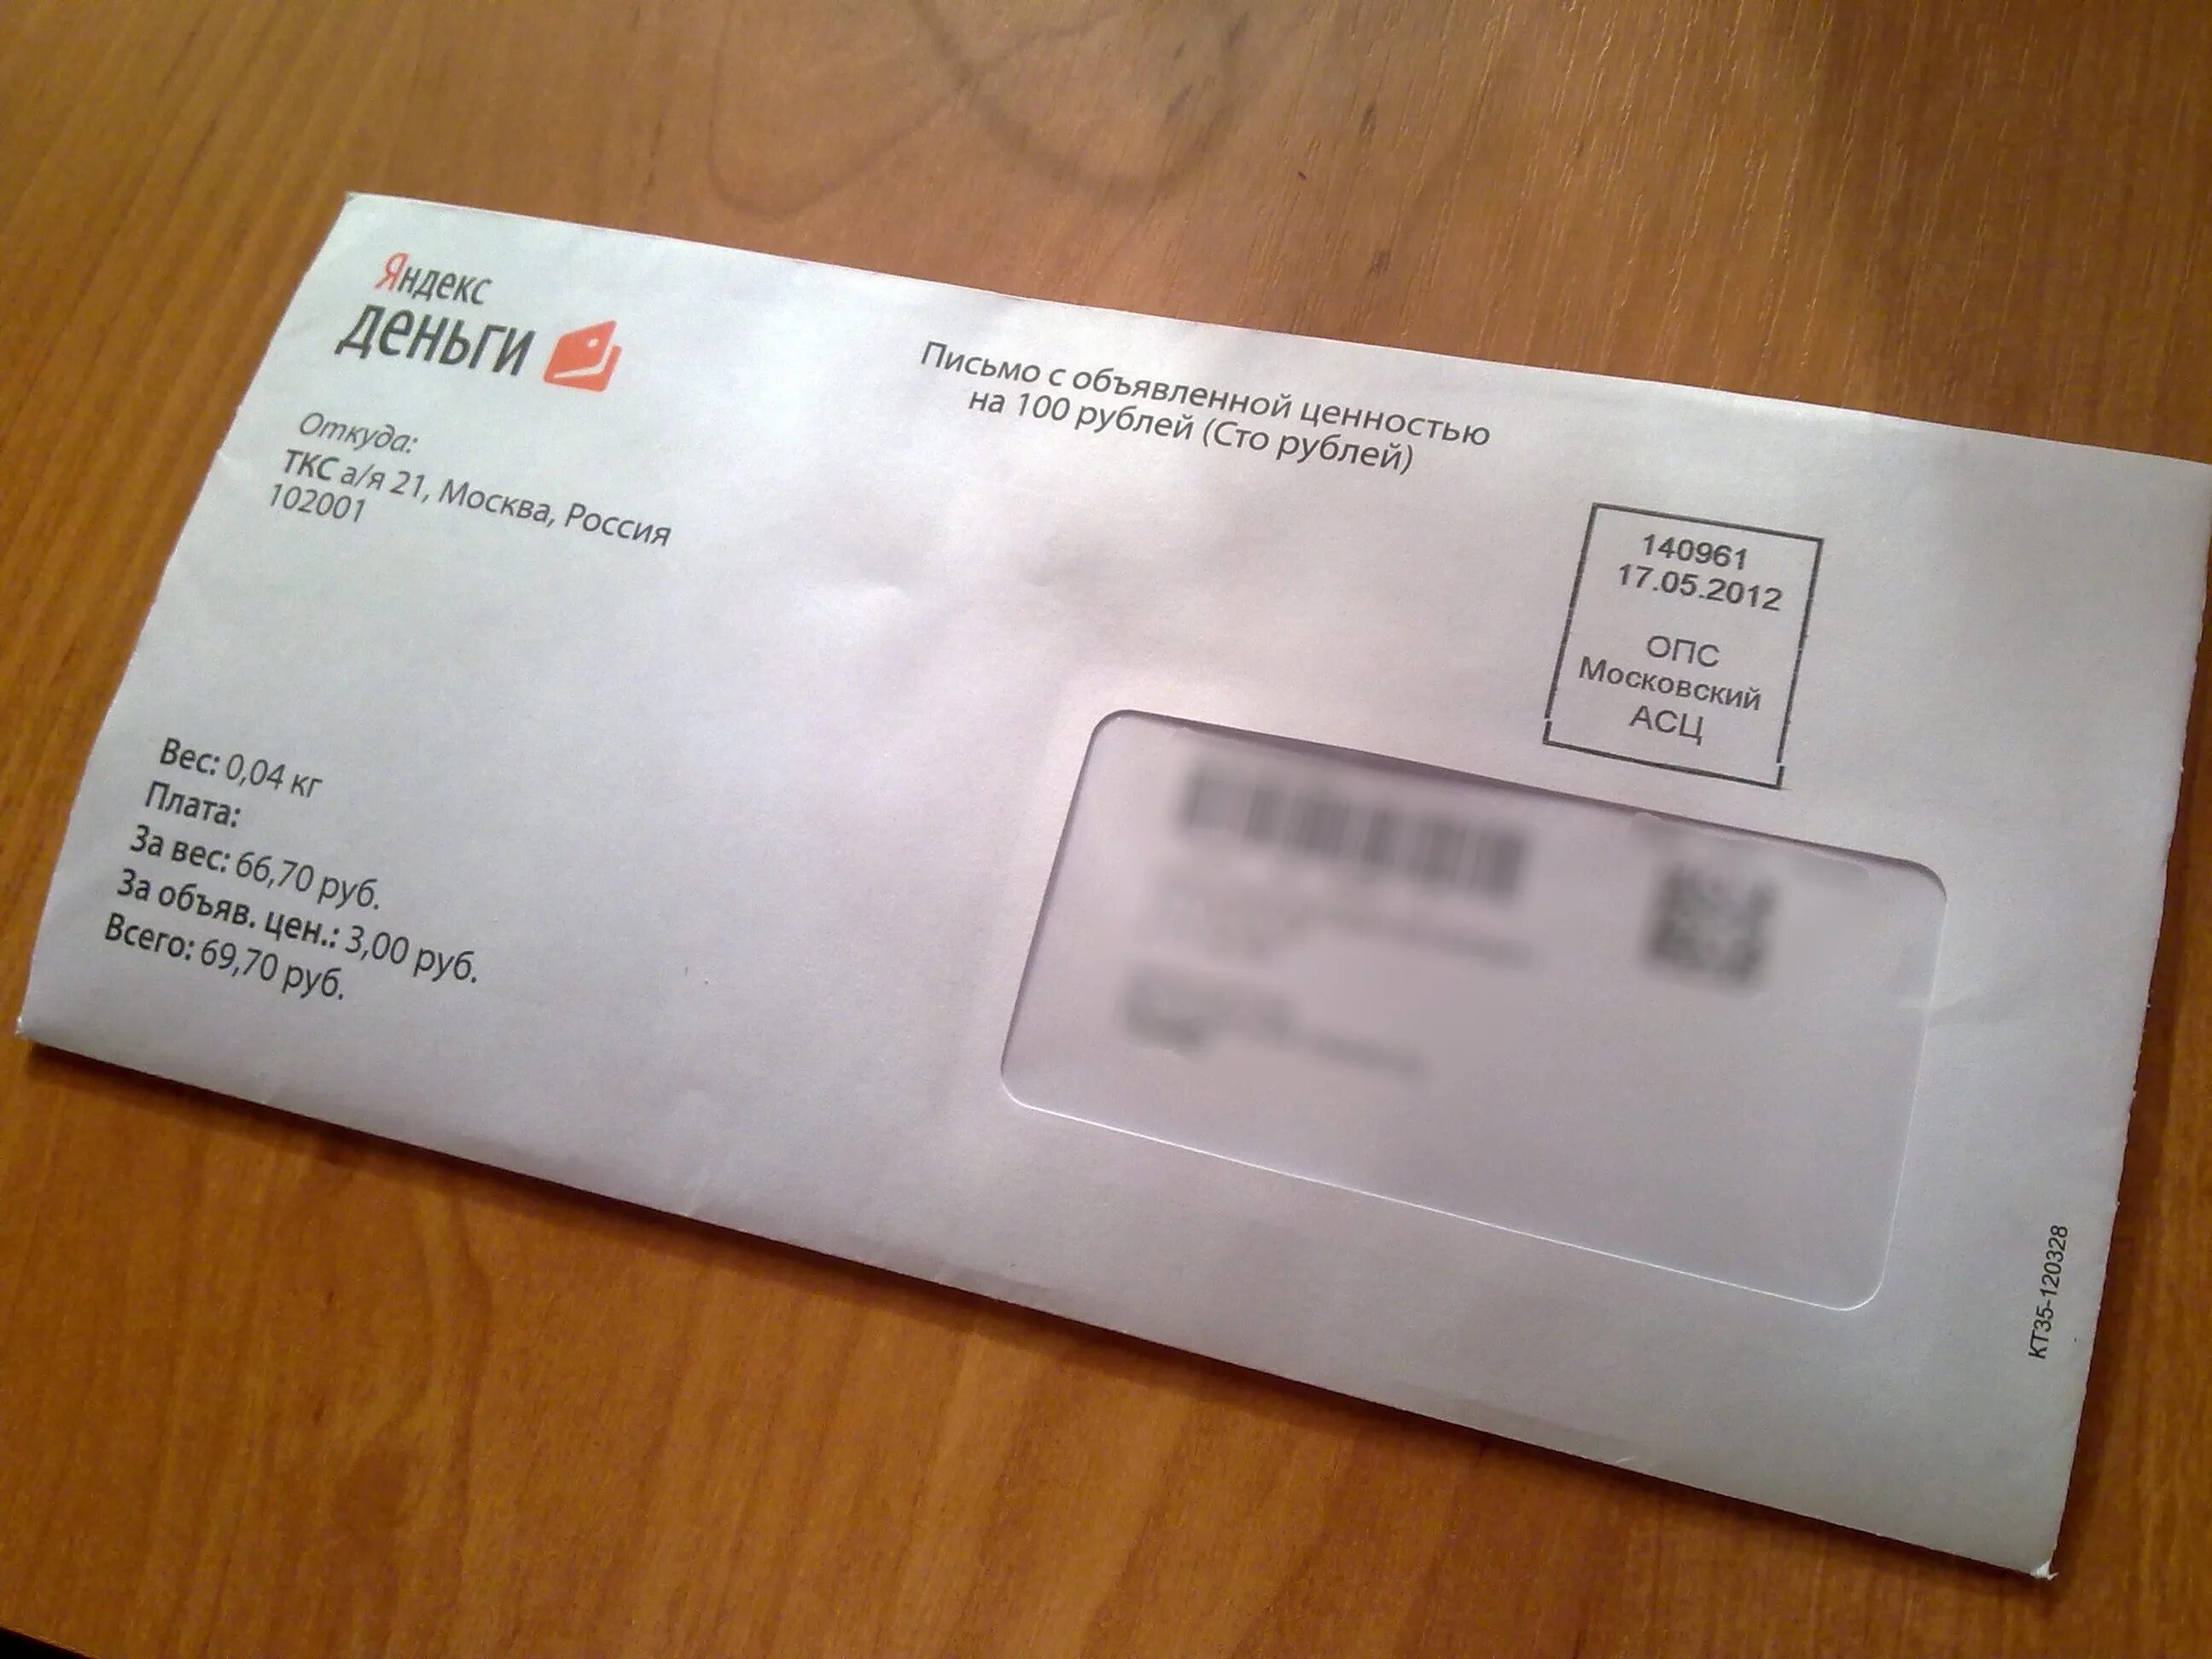 Яндекс
деньги
Письмо с объявленной ценностью
на 100 рублей (Сто рублей)
Откуда:
ТКС а/я 21, Москва, Россия
102001
140961
17.05.2012
ОПС
Московский
АСЦ
Вес: 0,04 кг
Плата:
За вес: 66,70 руб.
За объяв. цен.: 3,00 руб.
Всего: 69,70 руб.
КТ35-120328